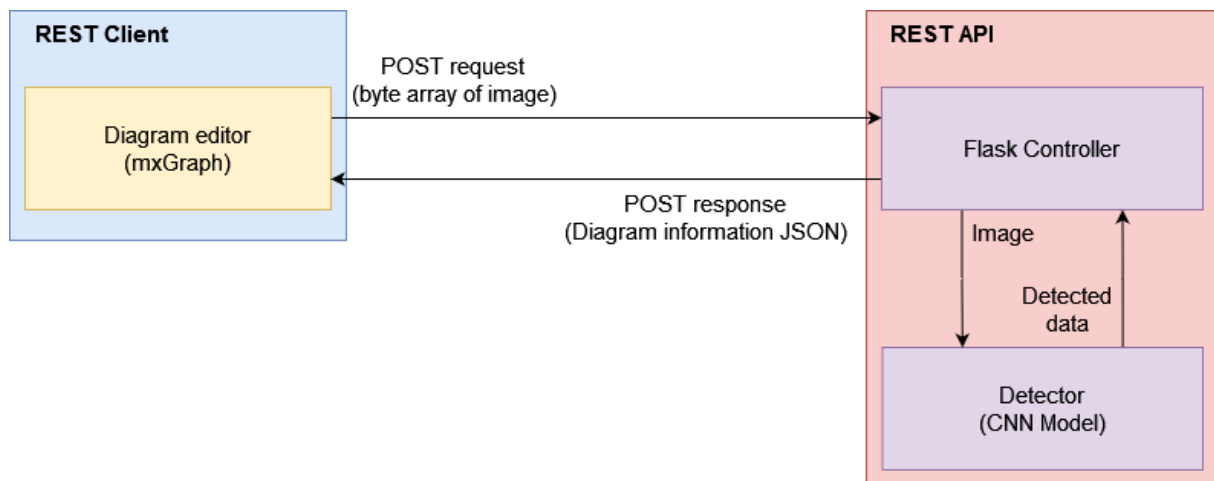 REST Client
Diagram editor
(mxGraph)
POST request
(byte array of image)
POST response
(Diagram information JSON)
REST API
Flask Controller
Image
Detected
data
Detector
(CNN Model)